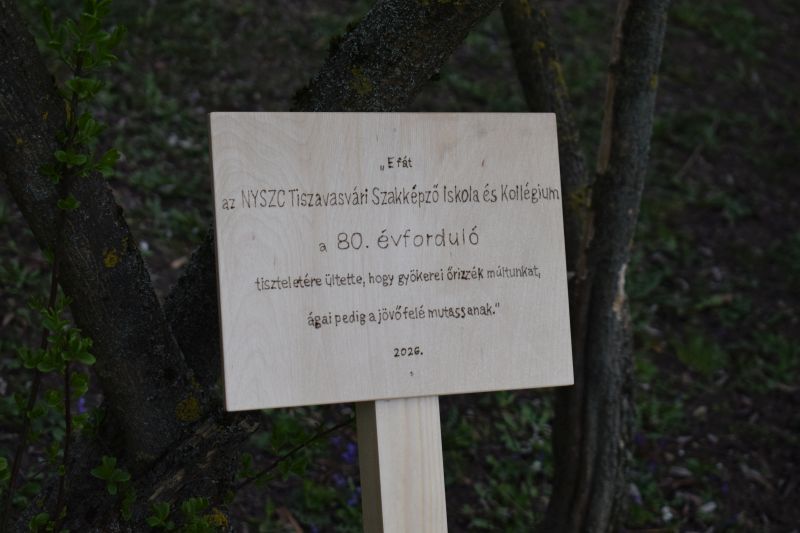 „E fát
az NYSZC Tiszavasvári Szakképző Iskola és Kollégium
a 80. évforduló
tiszteletére ültette, hogy gyökerei őrizzék múltunkat,
ágai pedig a jövő felé mutassanak."
2026.